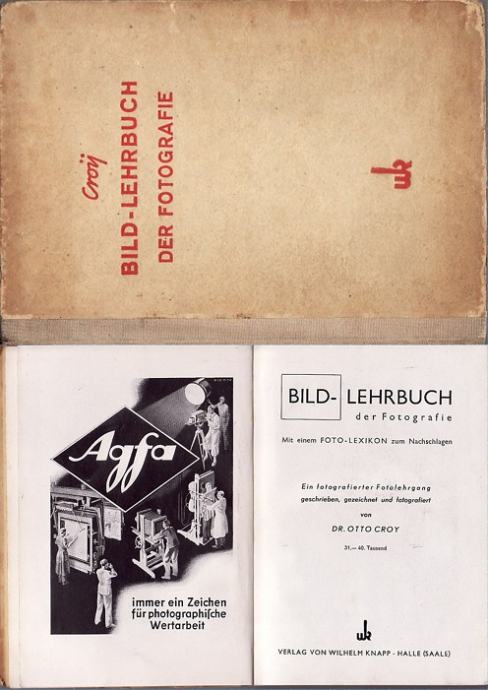 Croÿ
BILD-LEHRBUCH
DER FOTOGRAFIE
wk
Agfa
immer ein Zeichen
für photographiſche
Wertarbeit
BILD- LEHRBUCH
der Fotografie
Mit einem FOTO-LEXIKON zum Nachschlagen
Ein fotografierter Fotolehrgang
geschrieben, gezeichnet und fotografiert
von
DR. OTTO CROY
31.— 40. Tausend
wk
VERLAG VON WILHELM KNAPP - HALLE (SAALE)